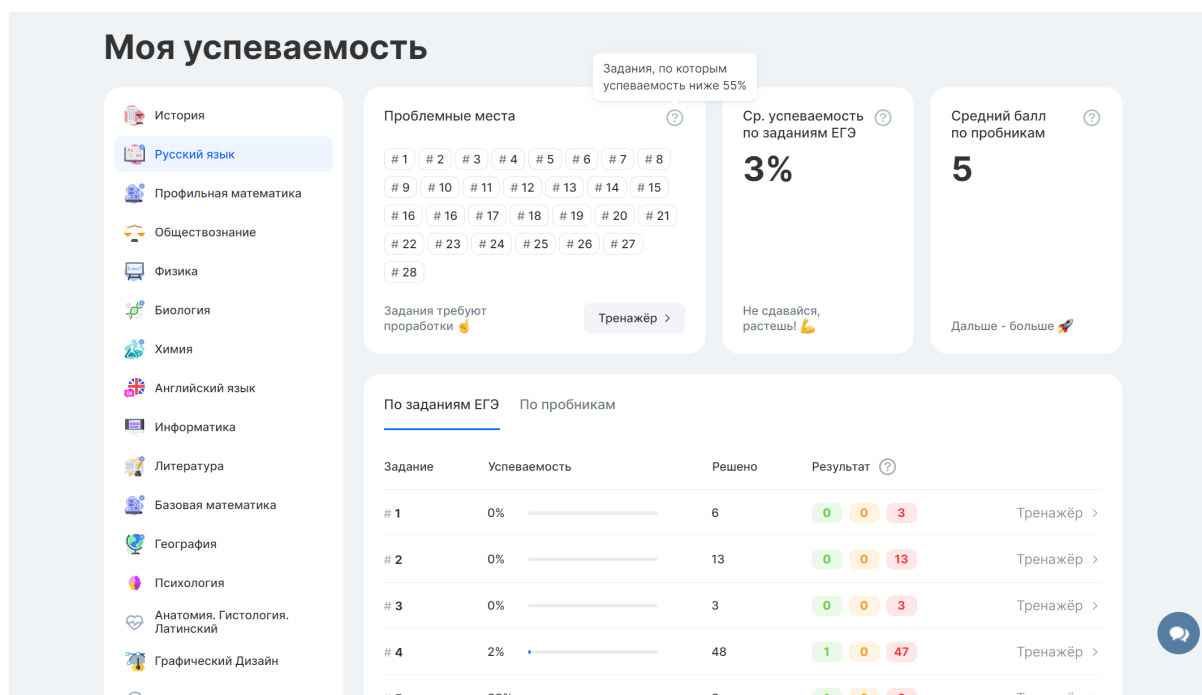 Моя успеваемость
Задания, по которым
успеваемость ниже 55%
История
Русский язык
Профильная математика
Обществознание
Физика
Биология
Химия
Английский язык
Информатика
Литература
Базовая математика
География
Психология
Анатомия. Гистология.
Латинский
Графический Дизайн
Проблемные места
# 1 # 2 # 3 # 4 # 5 # 6 # 7 # 8
# 9 # 10 # 11 # 12 # 13 # 14 # 15
# 16 # 16 # 17 # 18 # 19 # 20 # 21
# 22 # 23 # 24 # 25 # 26 # 27
# 28
Задания требуют
проработки
Тренажёр >
Ср. успеваемость
по заданиям ЕГЭ
3%
Не сдавайся,
растешь!
Средний балл
по пробникам
5
Дальше - больше
По заданиям ЕГЭ По пробникам
Задание Успеваемость Решено Результат
# 1 0% 6 0 0 3 Тренажёр >
# 2 0% 13 0 0 13 Тренажёр >
# 3 0% 3 0 0 3 Тренажёр >
# 4 2% 48 1 0 47 Тренажёр >